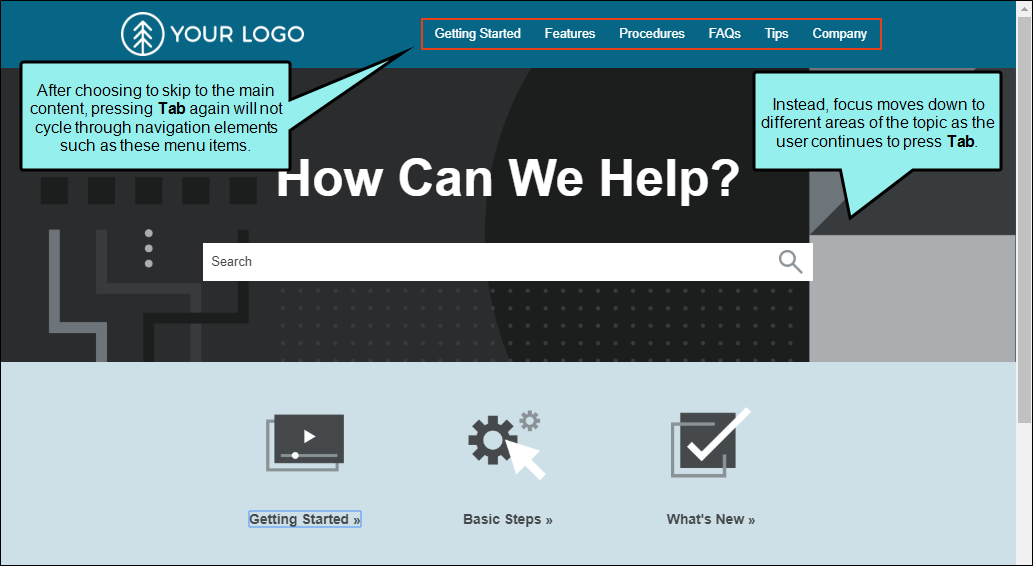 YOUR LOGO
Getting Started Features Procedures FAQs Tips Company
After choosing to skip to the main
content, pressing Tab again will not
cycle through navigation elements
such as these menu items.
Instead, focus moves down to
different areas of the topic as the
user continues to press Tab.
How Can We Help?
Search
Getting Started »
Basic Steps »
What's New »